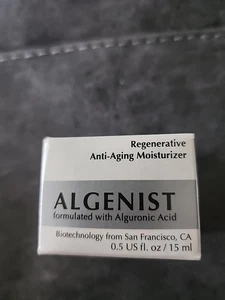 Regenerative
Anti-Aging Moisturizer
ALGENIST
formulated with Alguronic Acid
Biotechnology from San Francisco, CA
0.5 US fl. oz / 15 ml